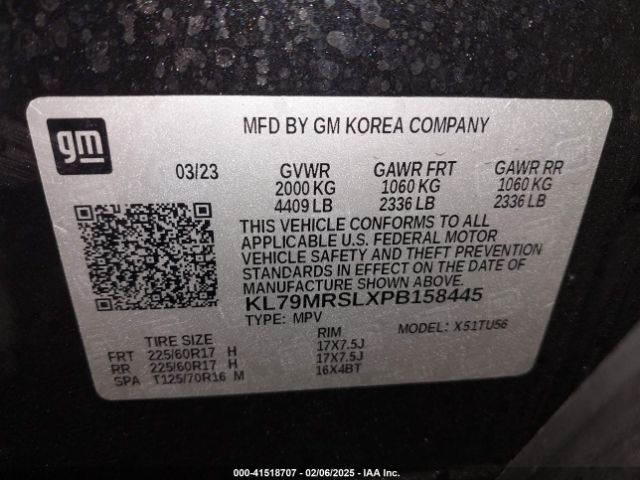 gm
MFD BY GM KOREA COMPANY
03/23 GVWR GAWR FRT GAWR RR
2000 KG 1060 KG 1060 KG
4409 LB 2336 LB 2336 LB
THIS VEHICLE CONFORMS TO ALL
APPLICABLE U.S. FEDERAL MOTOR
VEHICLE SAFETY AND THEFT PREVENTION
STANDARDS IN EFFECT ON THE DATE OF
MANUFACTURE SHOWN ABOVE.
KL79MRSLXPB158445
TYPE: MPV MODEL: X51TU56
TIRE SIZE RIM
FRT 225/60R17 H 17X7.5J
RR 225/60R17 H 17X7.5J
SPA T125/70R16 M 16X4BT
000-41518707 - 02/06/2025 - IAA Inc.